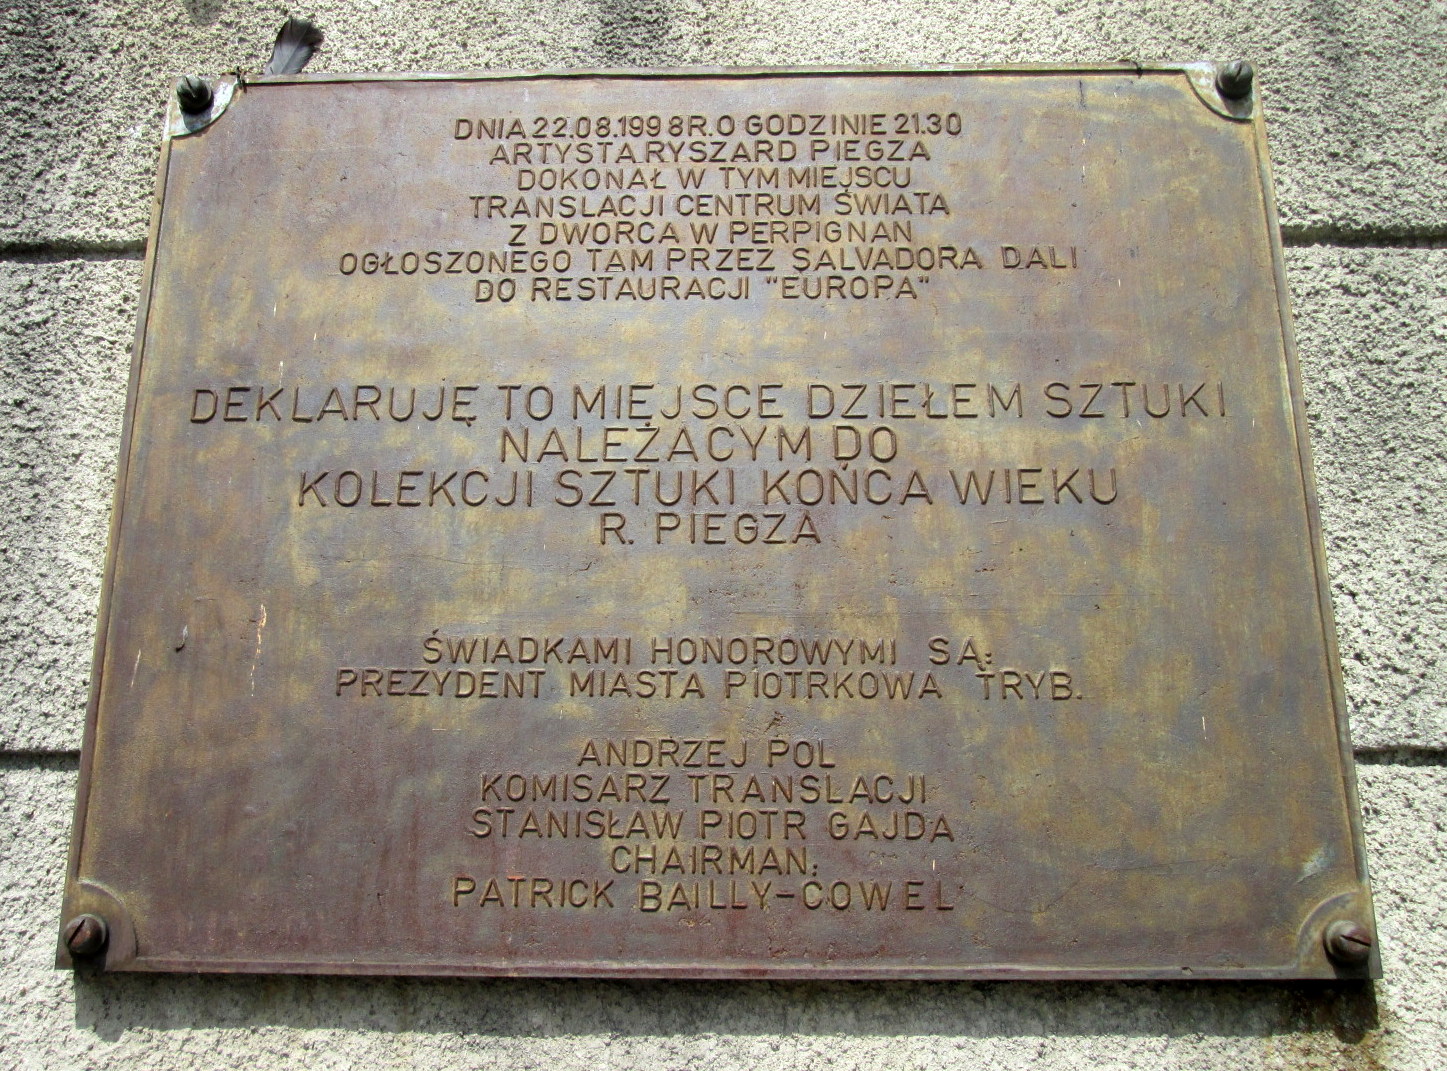 DNIA 22.08.1998R.O GODZINIE 21.30
ARTYSTARYSZARD PIEGZA
DOKONAŁ W TYM MIEJSCU
TRANSLACJI CENTRUM ŚWIATA
Z DWORCA W PERPIGNAN
OGŁOSZONEGO TAM PRZEZ SALVADORA DALI
DO RESTAURACJI "EUROPA"
DEKLARUJĘ TO MIEJSCE DZIEŁEM SZTUKI
NALEŻĄCYM DO
KOLEKCJI SZTUKI KOŃCA WIEKU
R. PIEGZA
ŚWIADKAMI HONOROWYMI SĄ:
PREZYDENT MIASTA PIOTRKOWA TRYB.
ANDRZEJ POL
KOMISARZ TRANSLACJI
STANISŁAW PIOTR GAJDA
CHAIRMAN:
PATRICK BAILLY-COWEL